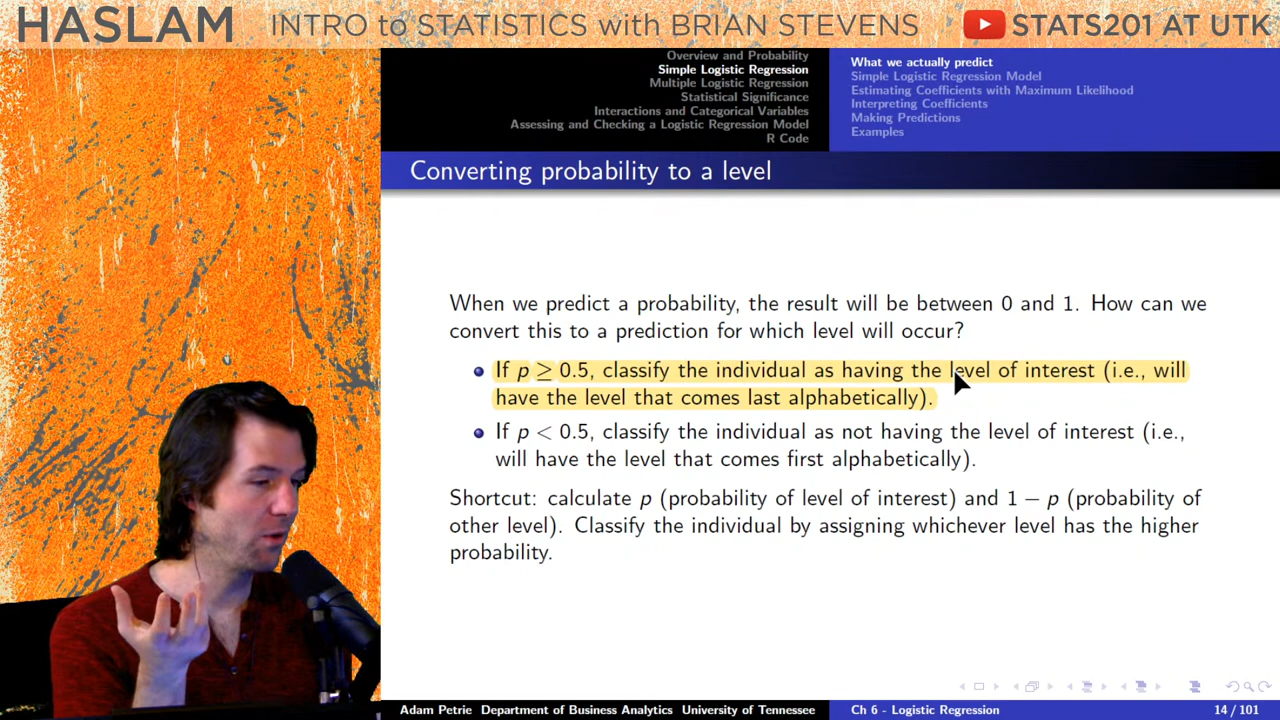 HASLAM INTRO to STATISTICS with BRIAN STEVENS STATS201 AT UTK
Overview and Probability
Simple Logistic Regression
Multiple Logistic Regression
Statistical Significance
Interactions and Categorical Variables
Assessing and Checking a Logistic Regression Model
R Code
What we actually predict
Simple Logistic Regression Model
Estimating Coefficients with Maximum Likelihood
Interpreting Coefficients
Making Predictions
Examples
Converting probability to a level
When we predict a probability, the result will be between 0 and 1. How can we
convert this to a prediction for which level will occur?
If p ≥ 0.5, classify the individual as having the level of interest (i.e., will
have the level that comes last alphabetically).
If p < 0.5, classify the individual as not having the level of interest (i.e.,
will have the level that comes first alphabetically).
Shortcut: calculate p (probability of level of interest) and 1 − p (probability of
other level). Classify the individual by assigning whichever level has the higher
probability.
Adam Petrie Department of Business Analytics University of Tennessee Ch 6 - Logistic Regression 14 / 101